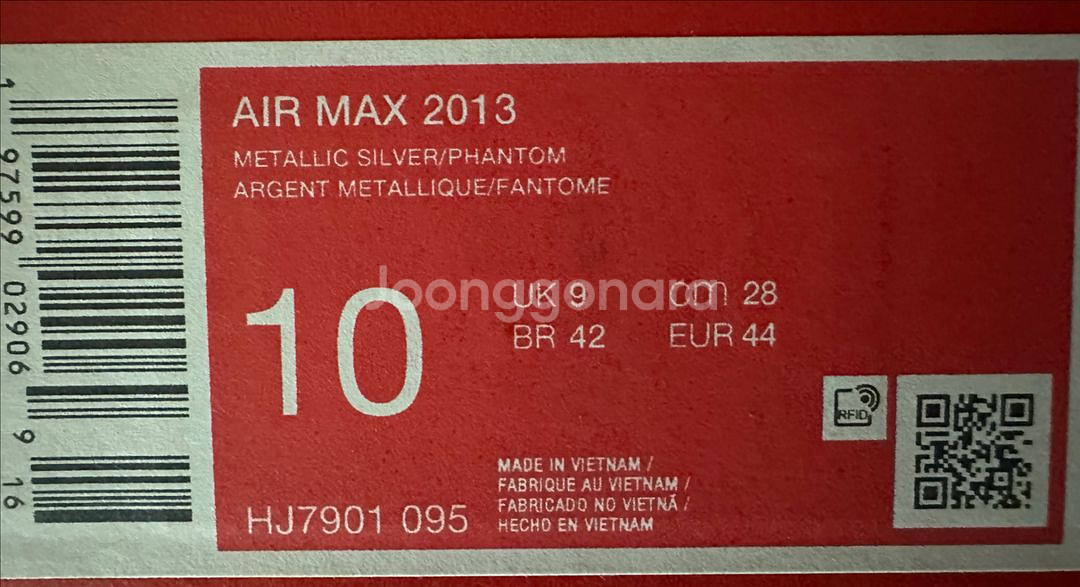 AIR MAX 2013
METALLIC SILVER/PHANTOM
ARGENT METALLIQUE/FANTOME
10
UK 9 cm 28
BR 42 EUR 44
HJ7901 095
MADE IN VIETNAM /
FABRIQUE AU VIETNAM /
FABRICADO NO VIETNÃ /
HECHO EN VIETNAM
RFID
1 97599 02906 9 16
Joonggonara